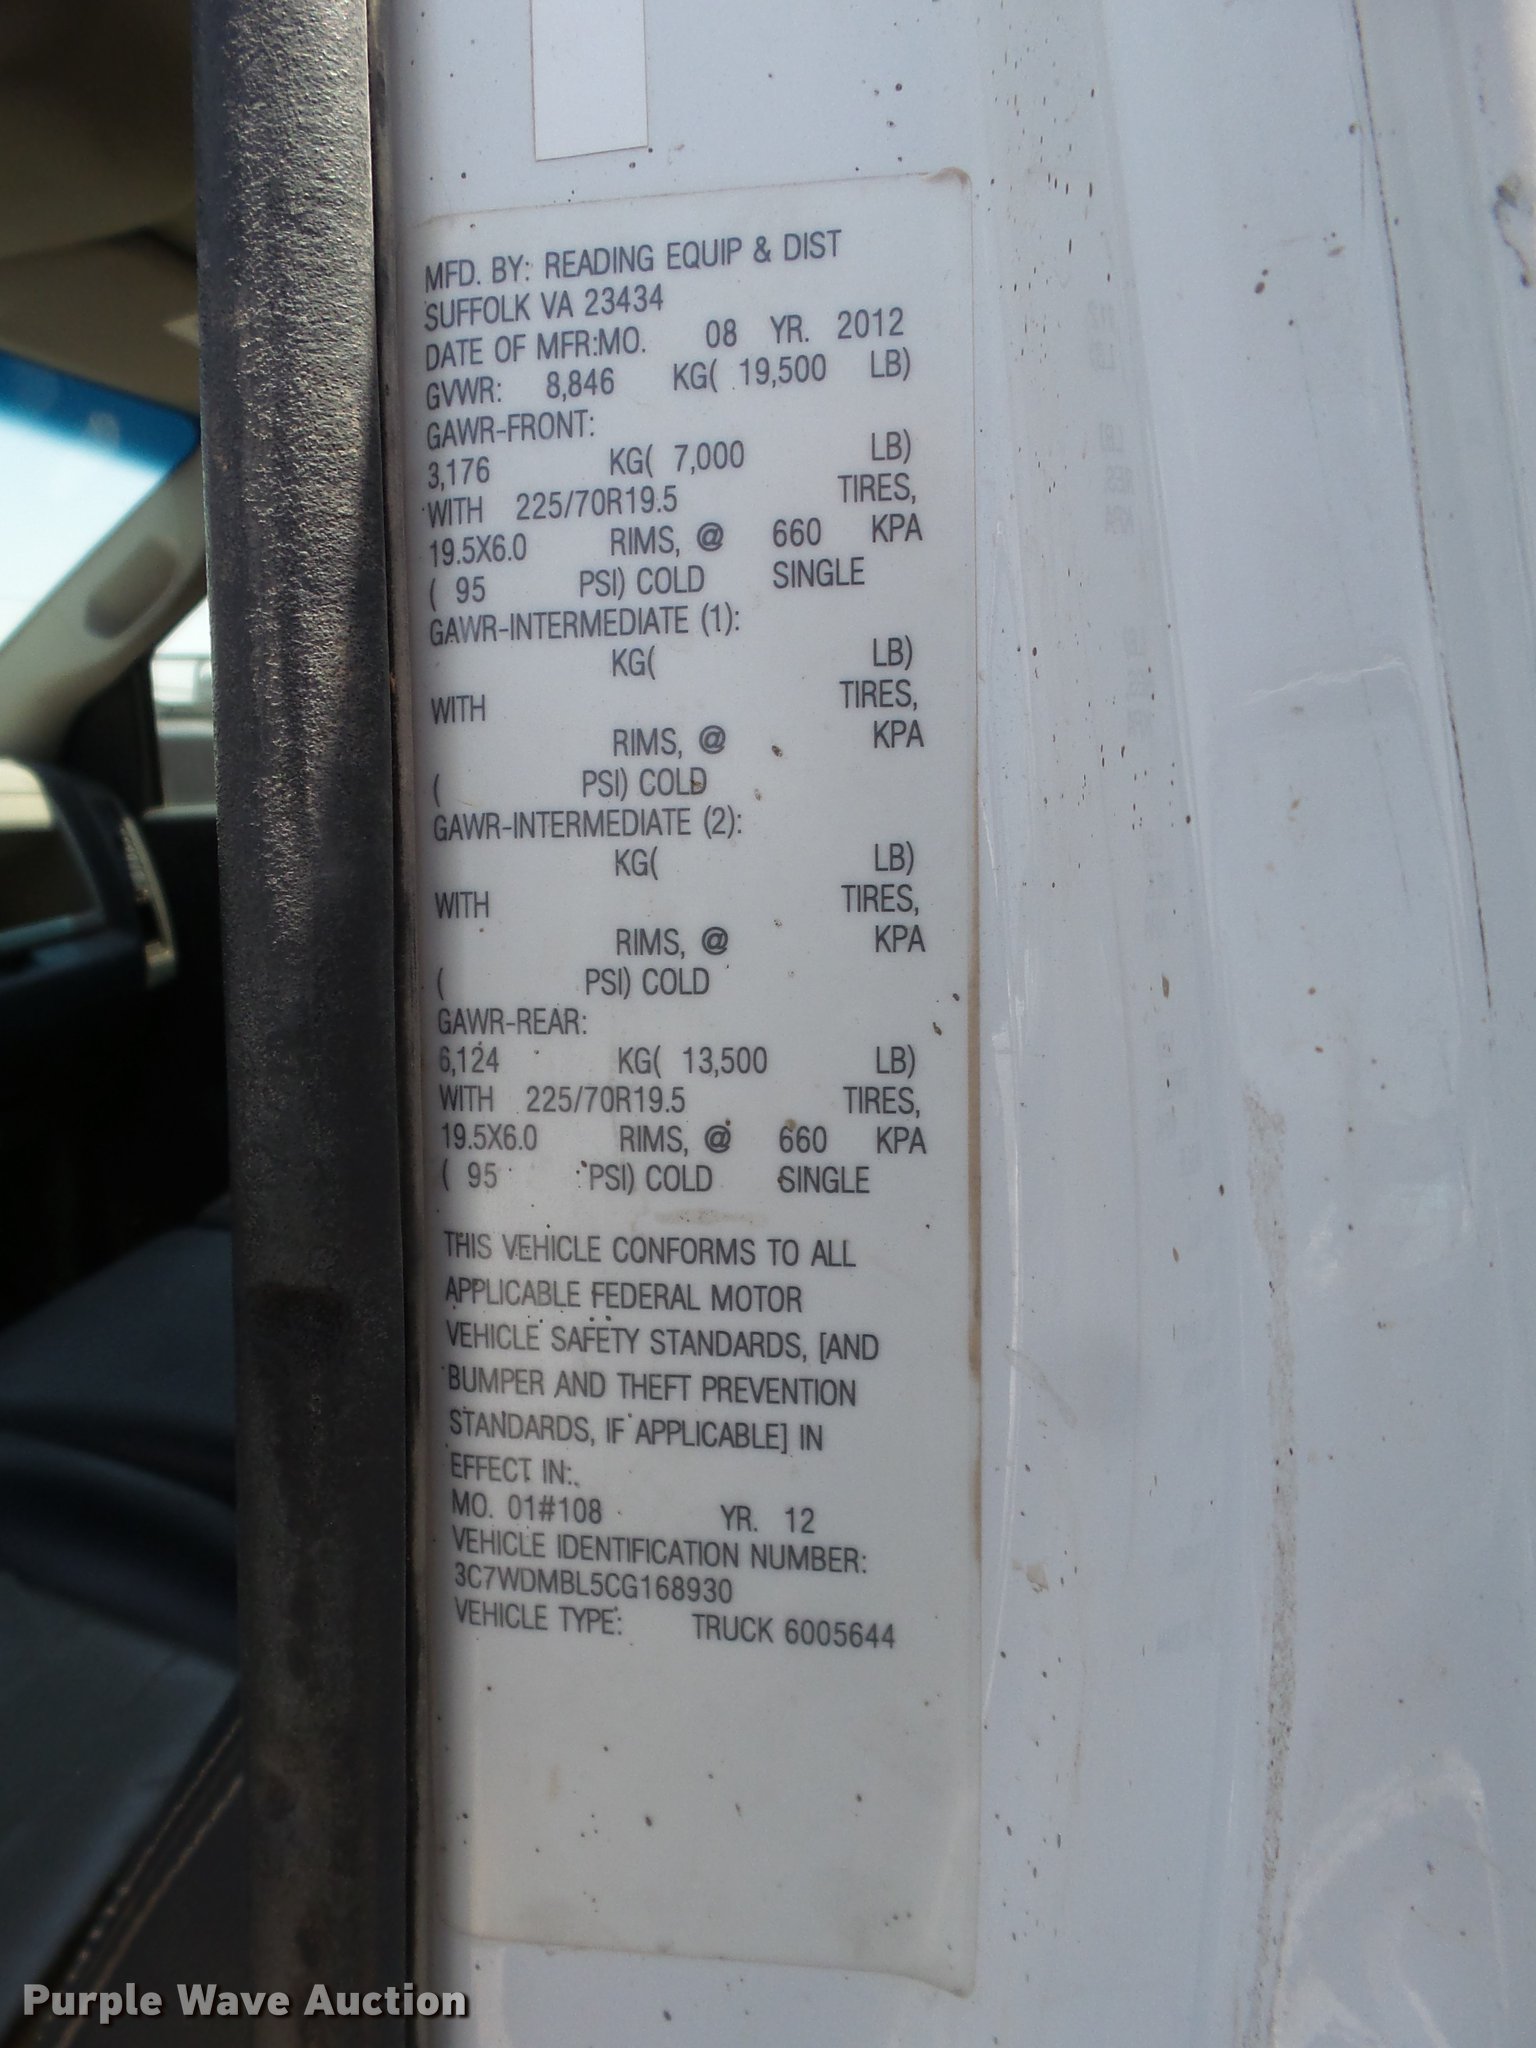 MFD. BY: READING EQUIP & DIST
SUFFOLK VA 23434
DATE OF MFR:MO. 08 YR. 2012
GVWR: 8,846 KG( 19,500 LB)
GAWR-FRONT:
3,176 KG( 7,000 LB)
WITH 225/70R19.5 TIRES,
19.5X6.0 RIMS, @ 660 KPA
( 95 PSI) COLD SINGLE
GAWR-INTERMEDIATE (1):
KG( LB)
WITH TIRES,
RIMS, @ KPA
( PSI) COLD
GAWR-INTERMEDIATE (2):
KG( LB)
WITH TIRES,
RIMS, @ KPA
( PSI) COLD
GAWR-REAR:
6,124 KG( 13,500 LB)
WITH 225/70R19.5 TIRES,
19.5X6.0 RIMS, @ 660 KPA
( 95 PSI) COLD SINGLE
THIS VEHICLE CONFORMS TO ALL
APPLICABLE FEDERAL MOTOR
VEHICLE SAFETY STANDARDS, [AND
BUMPER AND THEFT PREVENTION
STANDARDS, IF APPLICABLE] IN
EFFECT IN:
MO. 01#108 YR. 12
VEHICLE IDENTIFICATION NUMBER:
3C7WDMBL5CG168930
VEHICLE TYPE: TRUCK 6005644
Purple Wave Auction